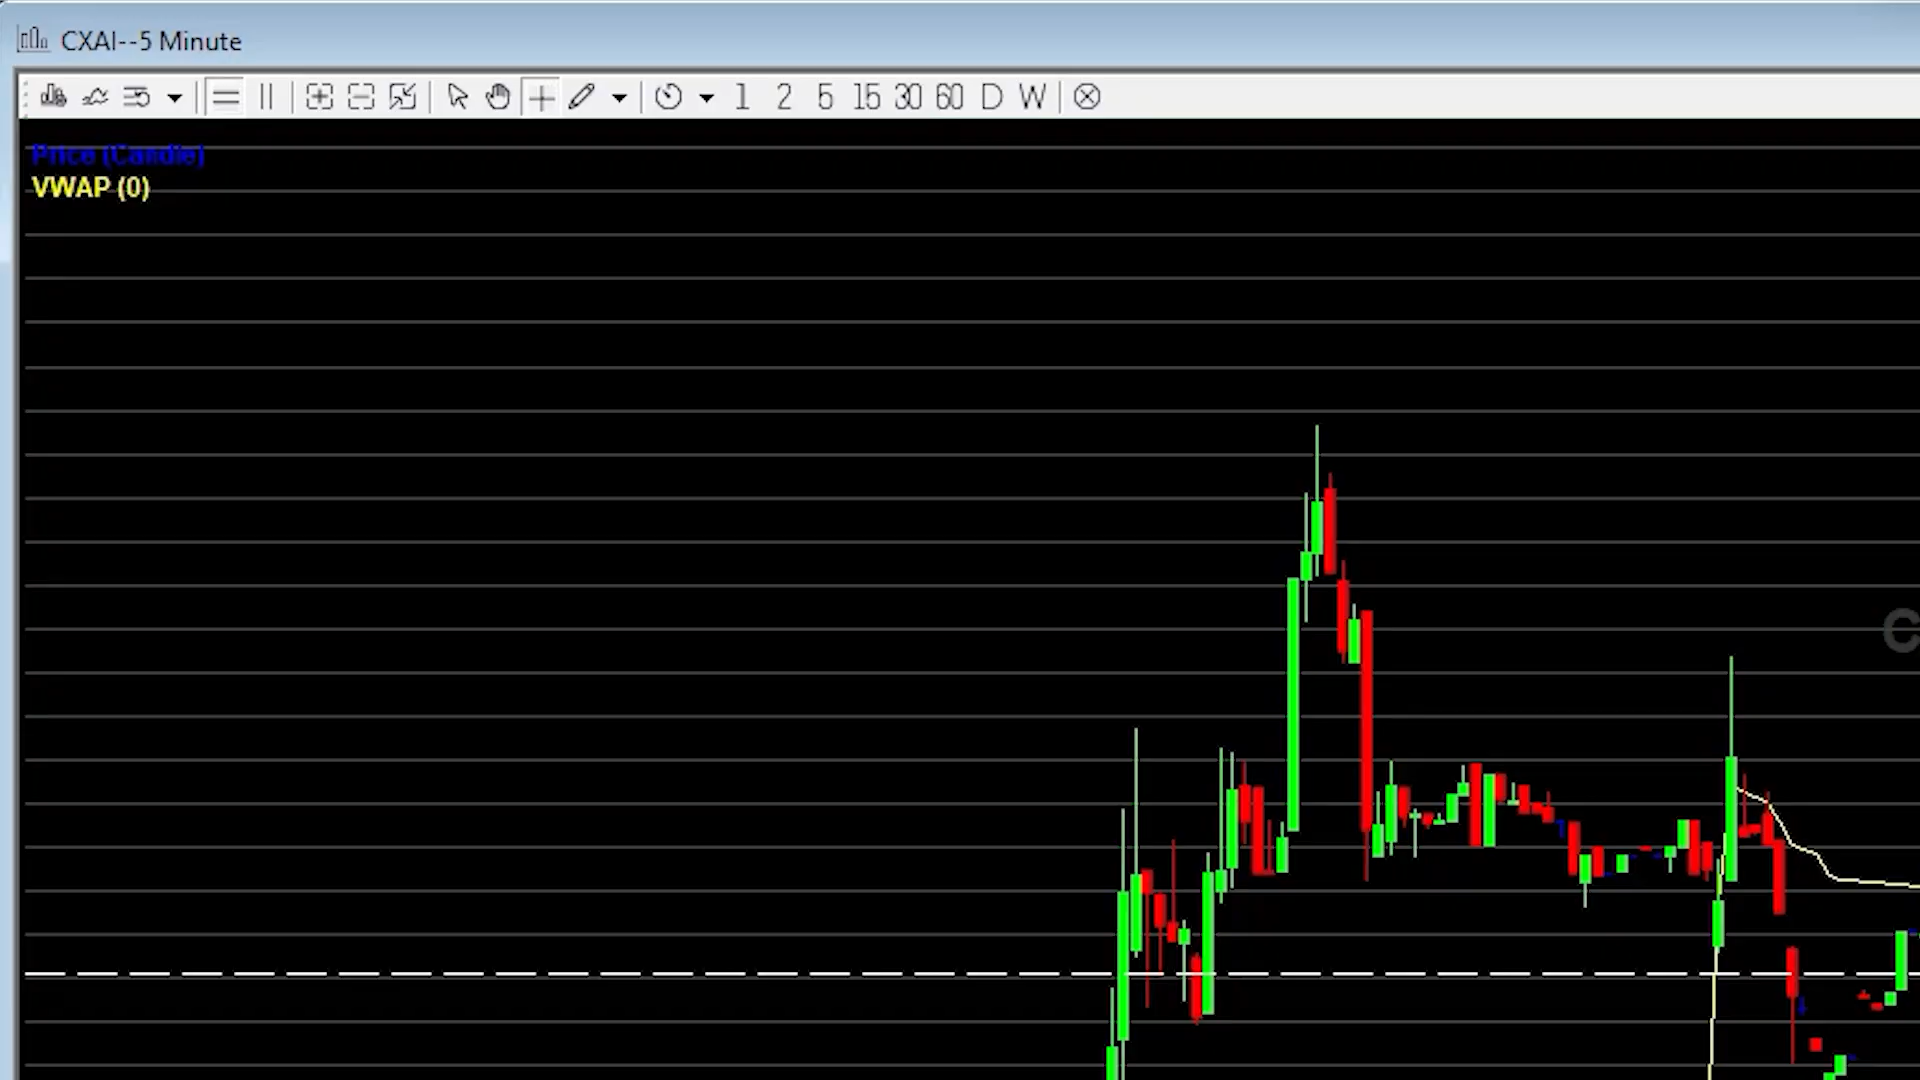 CXAI--5 Minute
1 2 5 15 30 60 D W
Price (Candle)
VWAP (0)
C